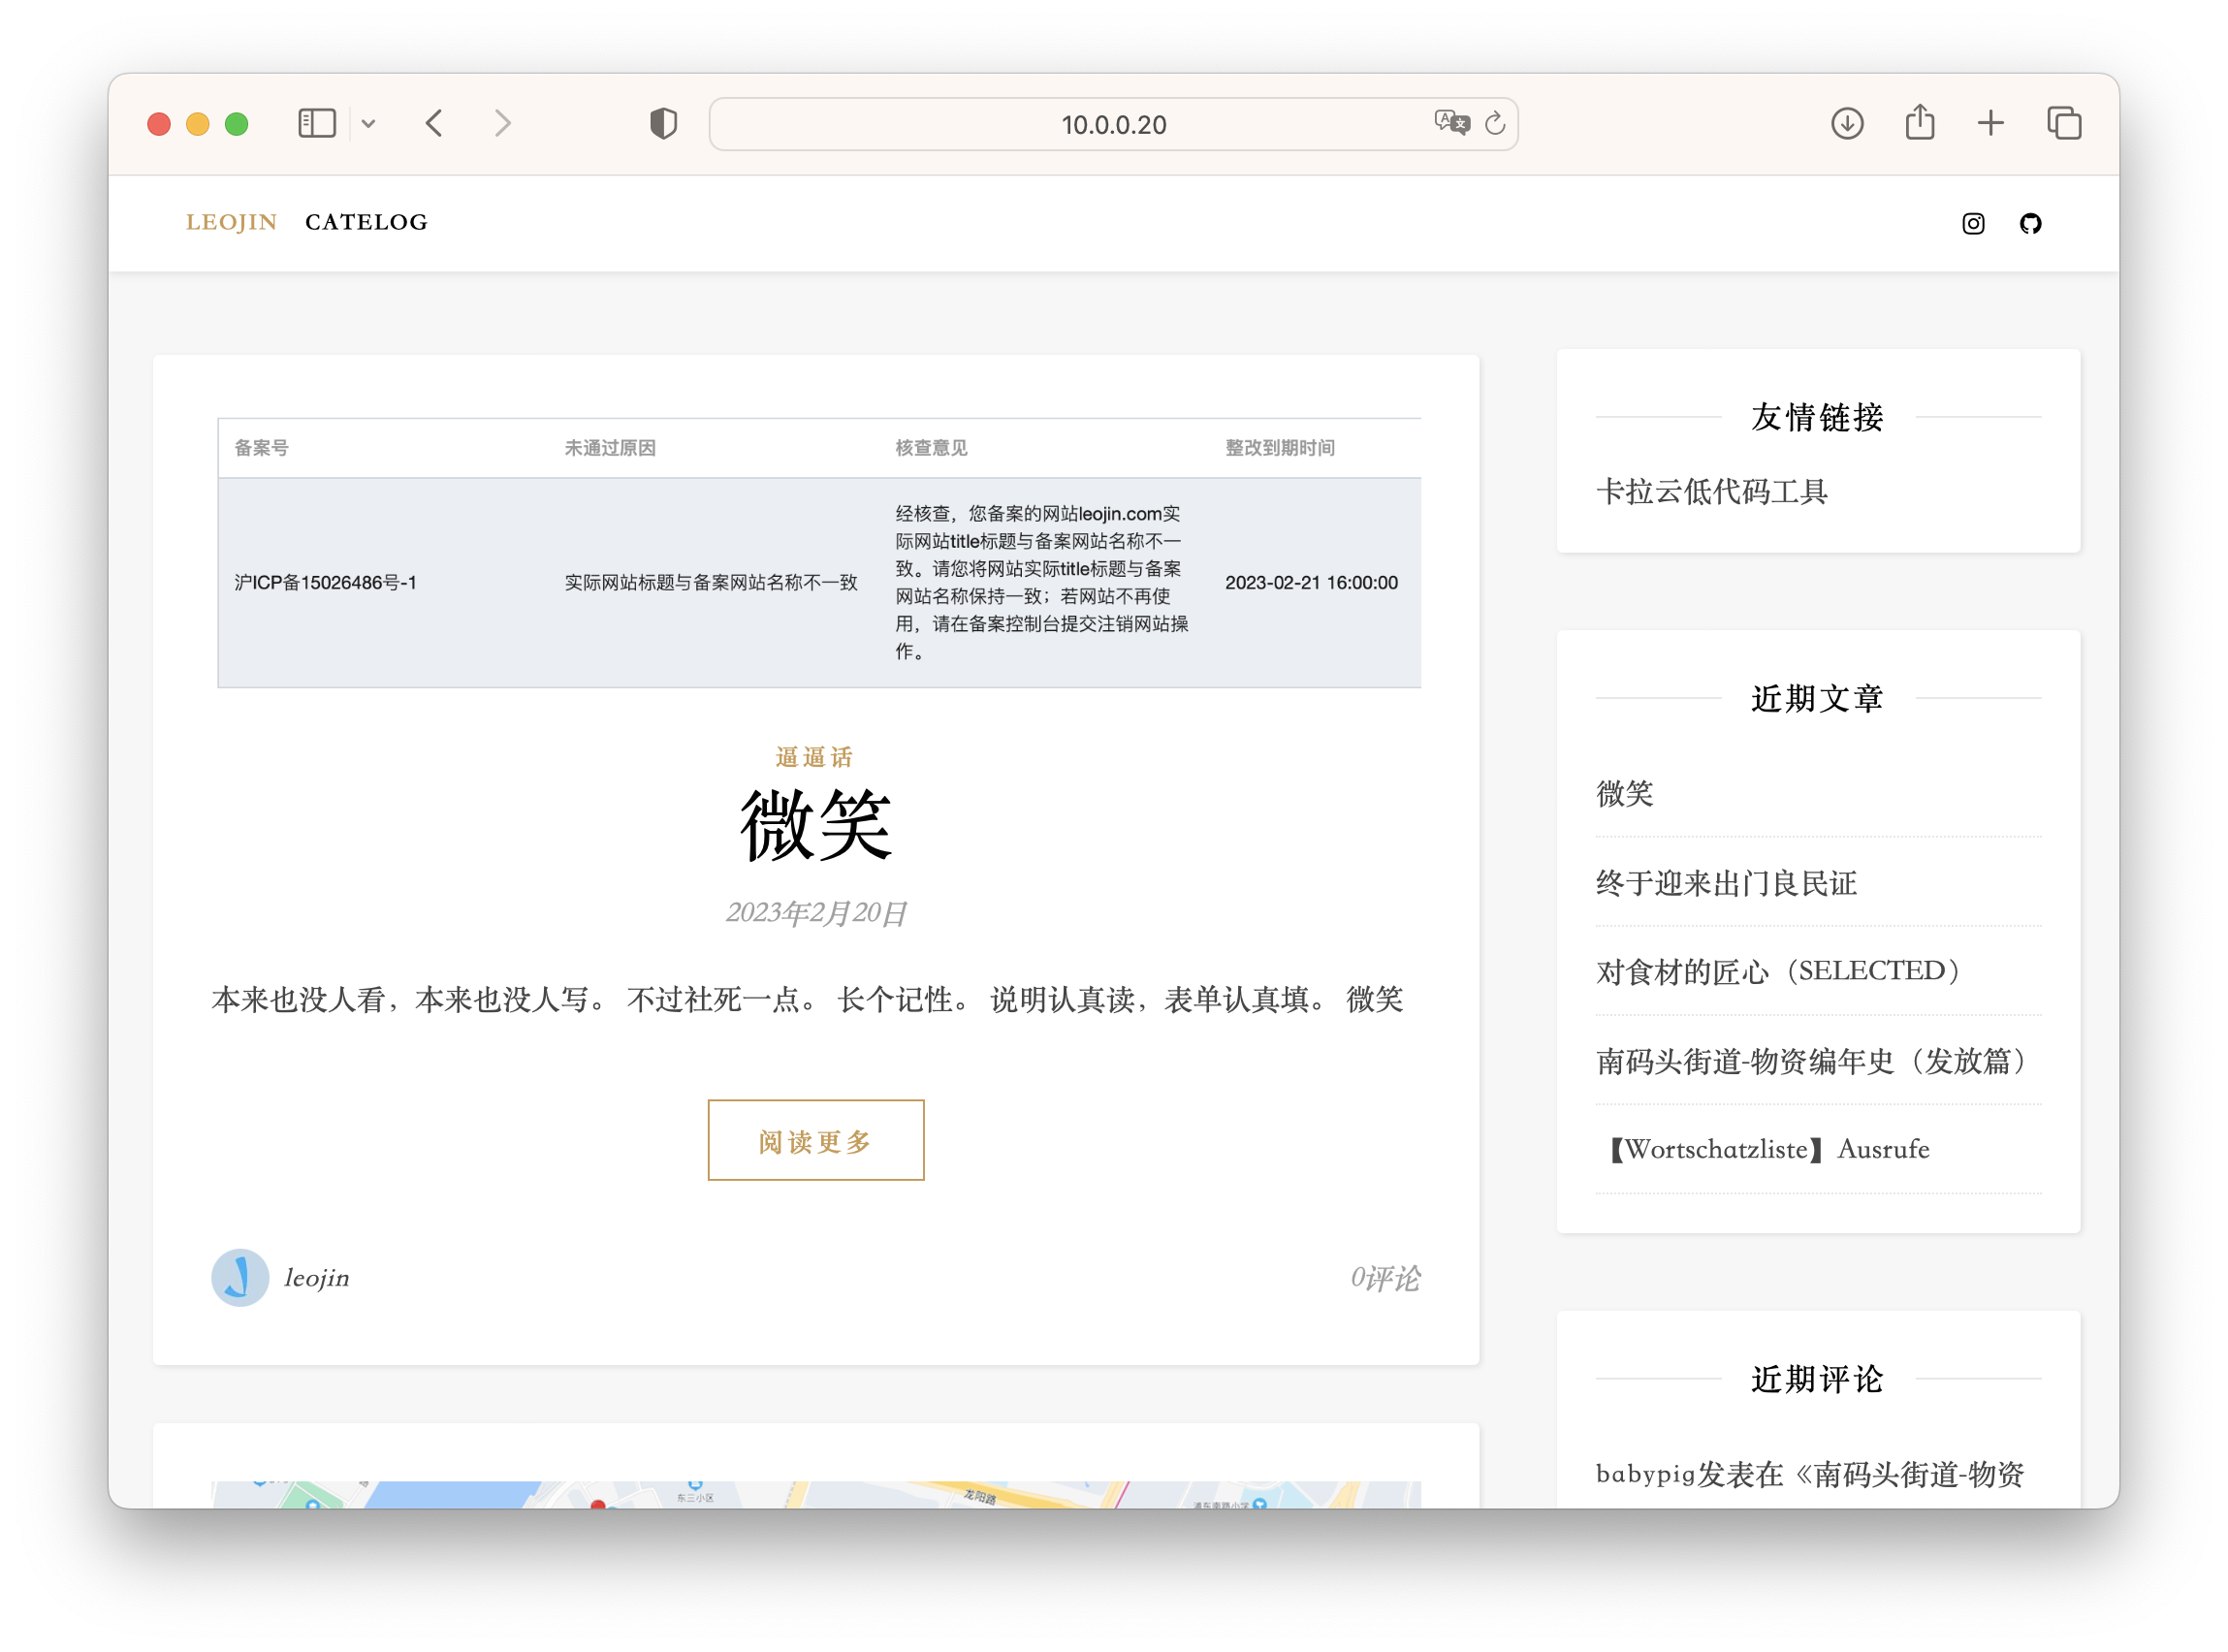 10.0.0.20
LEOJIN CATELOG
备案号 未通过原因 核查意见 整改到期时间
沪ICP备15026486号-1 实际网站标题与备案网站名称不一致
经核查，您备案的网站leojin.com实
际网站title标题与备案网站名称不一
致。请您将网站实际title标题与备案
网站名称保持一致；若网站不再使
用，请在备案控制台提交注销网站操
作。
2023-02-21 16:00:00
逼逼话
微笑
2023年2月20日
本来也没人看，本来也没人写。 不过社死一点。 长个记性。 说明认真读，表单认真填。 微笑
阅读更多
leojin
0评论
东三小区
龙阳路
浦东南路小学
友情链接
卡拉云低代码工具
近期文章
微笑
终于迎来出门良民证
对食材的匠心（SELECTED）
南码头街道-物资编年史（发放篇）
【Wortschatzliste】Ausrufe
近期评论
babypig发表在《南码头街道-物资